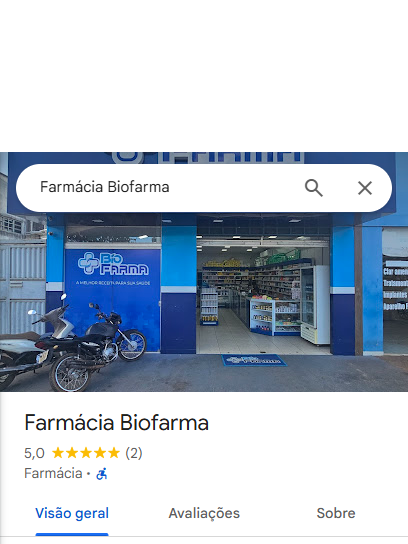 FARMA
Farmácia Biofarma
Bio
FARMA
A MELHOR RECEITA PARA SUA SAÚDE
Clar
Implantes
Aparelho
Farmácia Biofarma
5,0 ★★★★★ (2)
Farmácia ·
Visão geral
Avaliações
Sobre